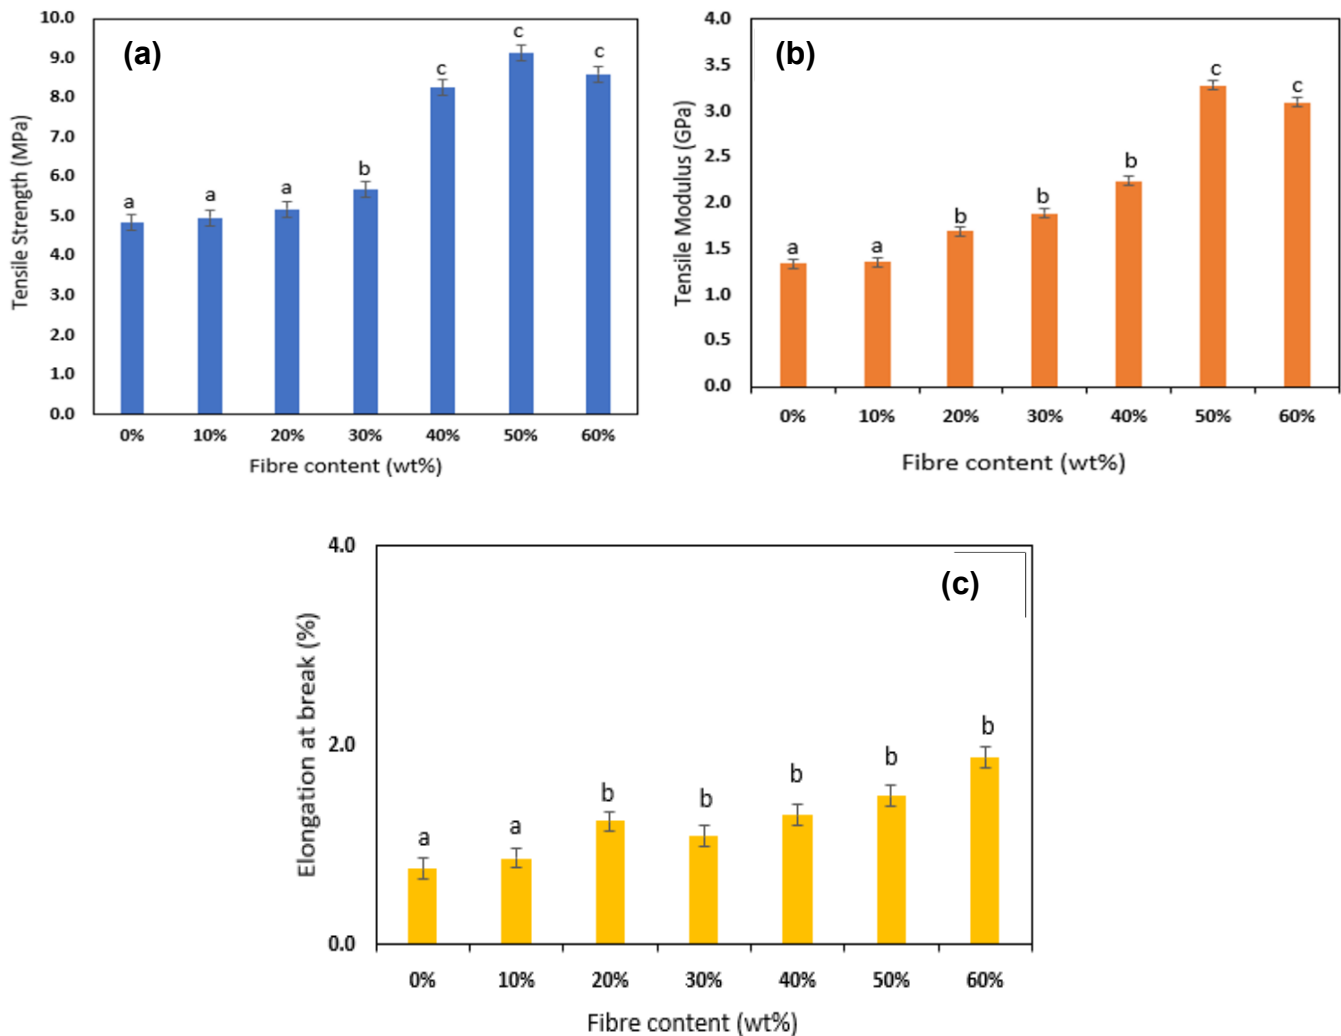 (a)
Tensile Strength (MPa)
10.0
9.0
8.0
7.0
6.0
5.0
4.0
3.0
2.0
1.0
0.0
a a a b c c c
0% 10% 20% 30% 40% 50% 60%
Fibre content (wt%)
(b)
Tensile Modulus (GPa)
4.0
3.5
3.0
2.5
2.0
1.5
1.0
0.5
0.0
a a b b b c c
0% 10% 20% 30% 40% 50% 60%
Fibre content (wt%)
(c)
Elongation at break (%)
4.0
2.0
0.0
a a b b b b b
0% 10% 20% 30% 40% 50% 60%
Fibre content (wt%)